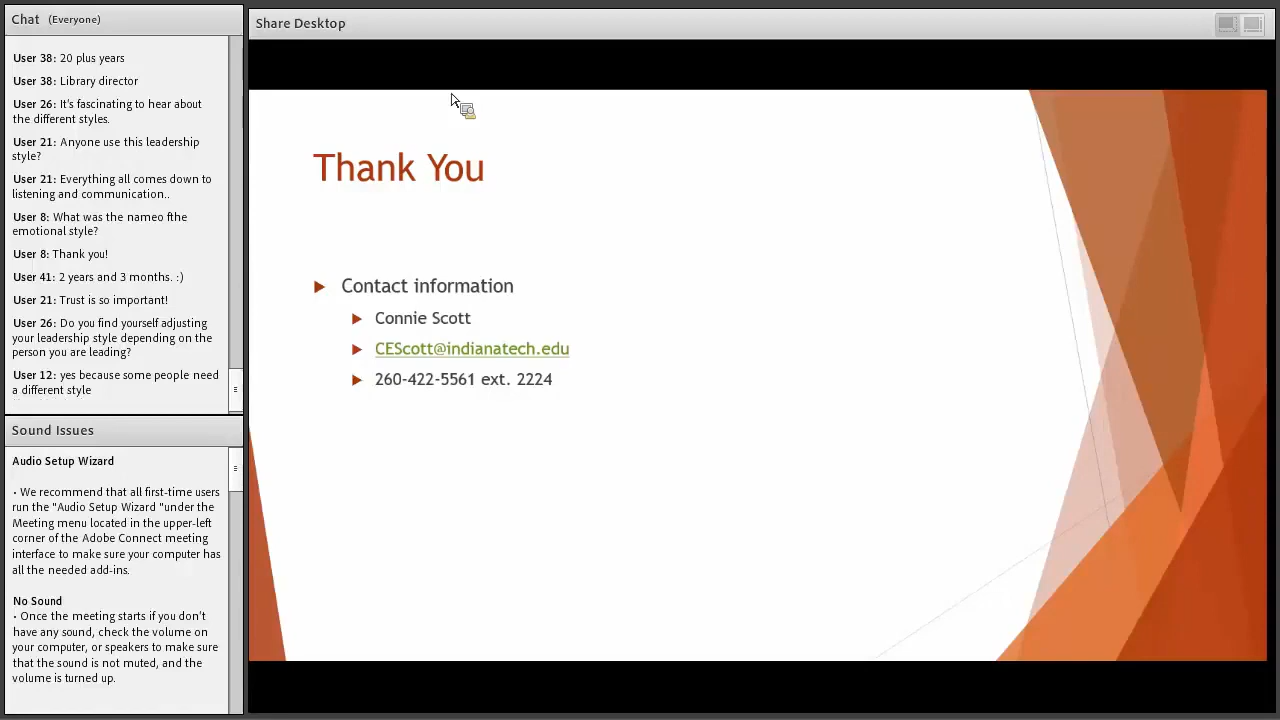 Chat (Everyone)
User 38: 20 plus years
User 38: Library director
User 26: It's fascinating to hear about
the different styles.
User 21: Anyone use this leadership
style?
User 21: Everything all comes down to
listening and communication..
User 8: What was the nameo fthe
emotional style?
User 8: Thank you!
User 41: 2 years and 3 months. :)
User 21: Trust is so important!
User 26: Do you find yourself adjusting
your leadership style depending on the
person you are leading?
User 12: yes because some people need
a different style
Sound Issues
Audio Setup Wizard
• We recommend that all first-time users
run the "Audio Setup Wizard "under the
Meeting menu located in the upper-left
corner of the Adobe Connect meeting
interface to make sure your computer has
all the needed add-ins.
No Sound
• Once the meeting starts if you don't
have any sound, check the volume on
your computer, or speakers to make sure
that the sound is not muted, and the
volume is turned up.
Share Desktop
Thank You
Contact information
Connie Scott
CEScott@indianatech.edu
260-422-5561 ext. 2224